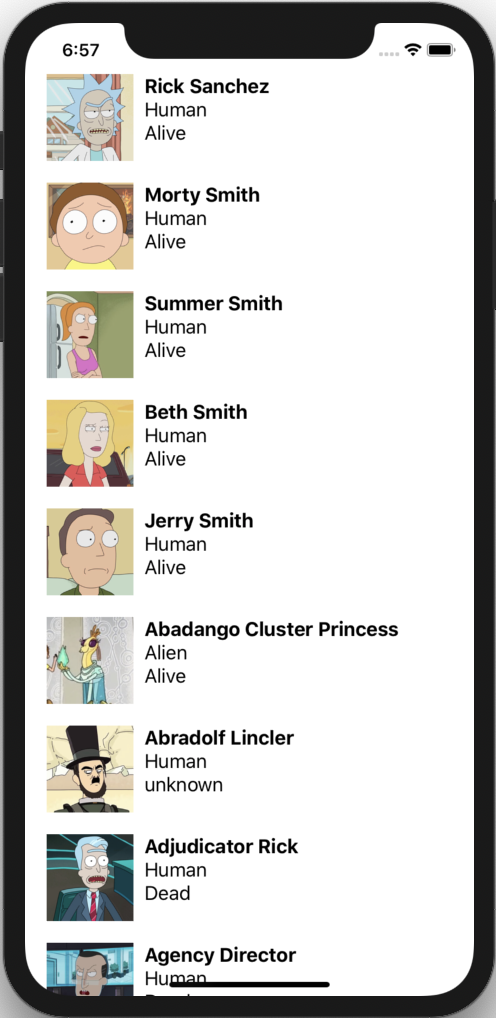 6:57
Rick Sanchez
Human
Alive
Morty Smith
Human
Alive
Summer Smith
Human
Alive
Beth Smith
Human
Alive
Jerry Smith
Human
Alive
Abadango Cluster Princess
Alien
Alive
Abradolf Lincler
Human
unknown
Adjudicator Rick
Human
Dead
Agency Director
Human